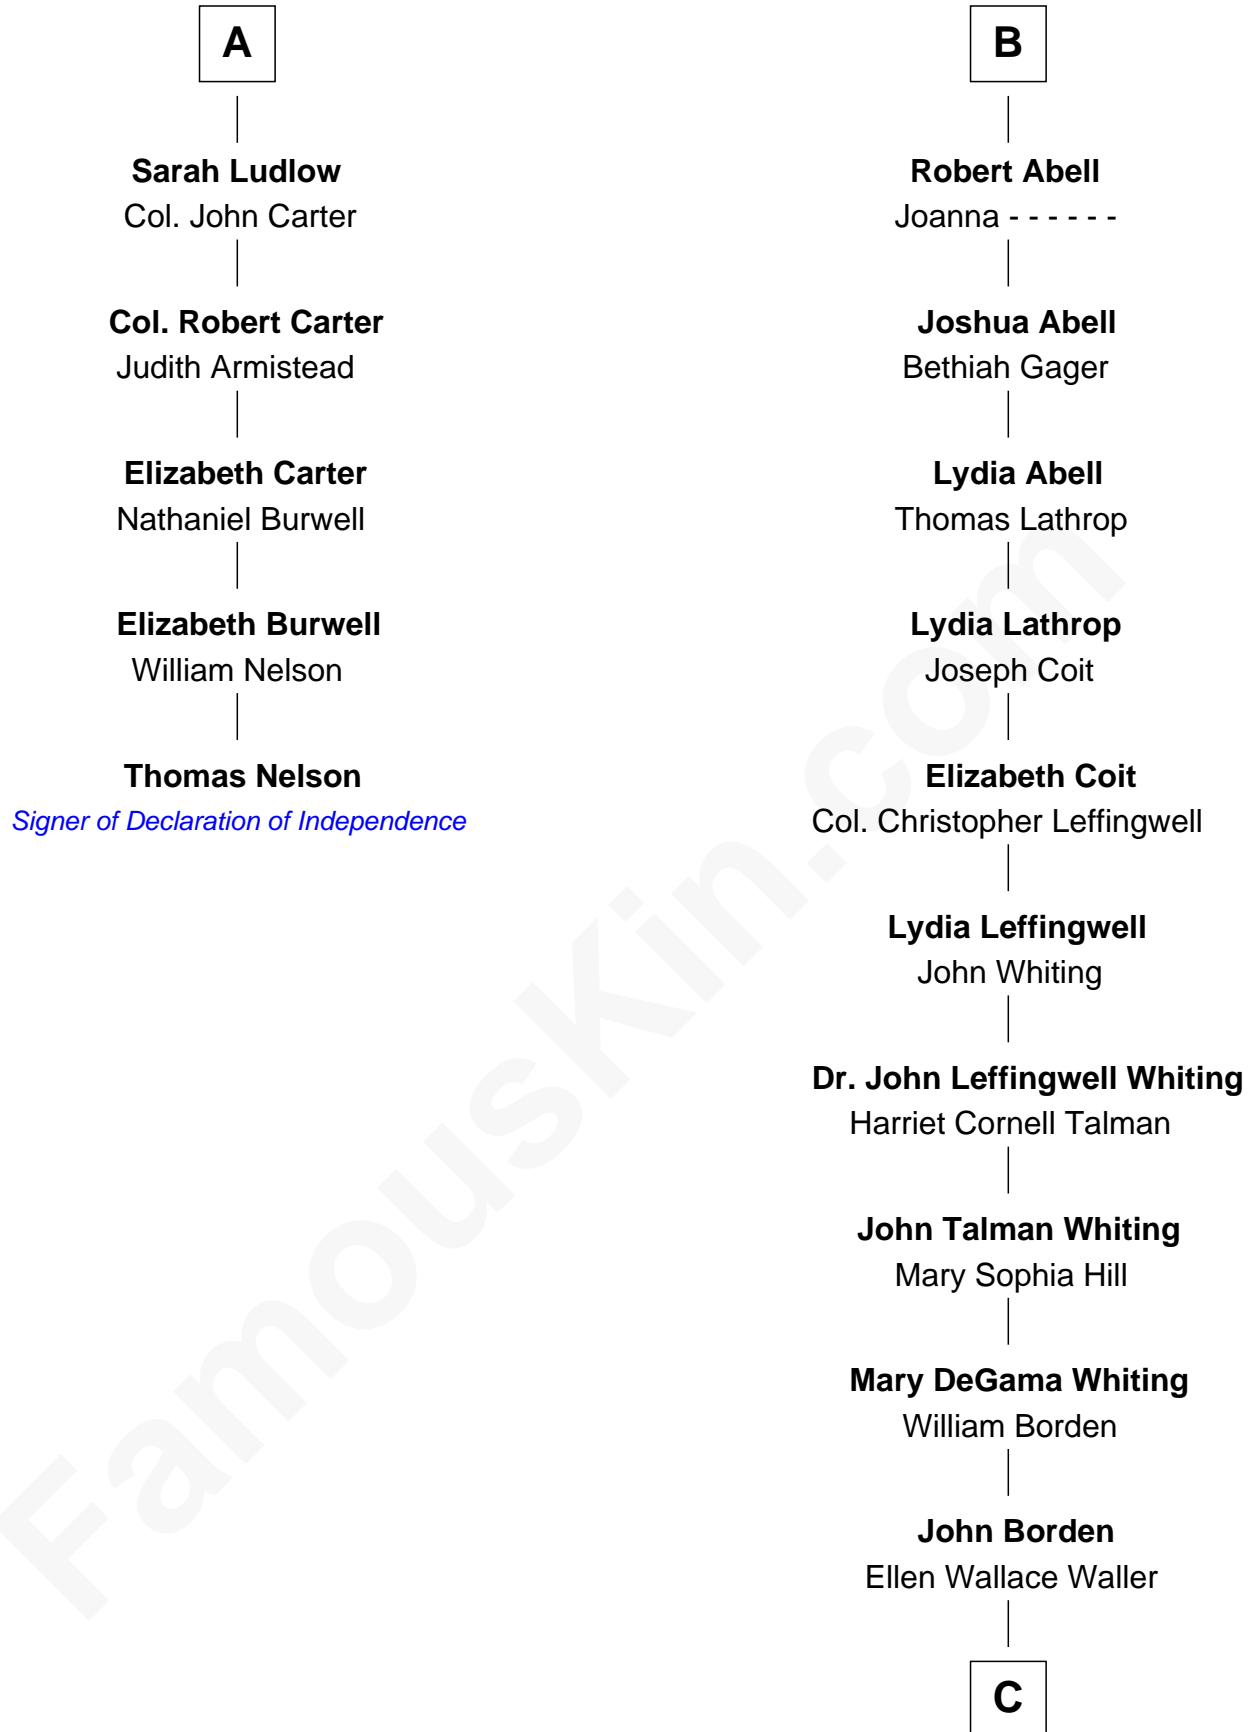 A
Sarah Ludlow
Col. John Carter
Col. Robert Carter
Judith Armistead
Elizabeth Carter
Nathaniel Burwell
Elizabeth Burwell
William Nelson
Thomas Nelson
Signer of Declaration of Independence
B
Robert Abell
Joanna - - - - - -
Joshua Abell
Bethiah Gager
Lydia Abell
Thomas Lathrop
Lydia Lathrop
Joseph Coit
Elizabeth Coit
Col. Christopher Leffingwell
Lydia Leffingwell
John Whiting
Dr. John Leffingwell Whiting
Harriet Cornell Talman
John Talman Whiting
Mary Sophia Hill
Mary DeGama Whiting
William Borden
John Borden
Ellen Wallace Waller
C
FamousKin.com